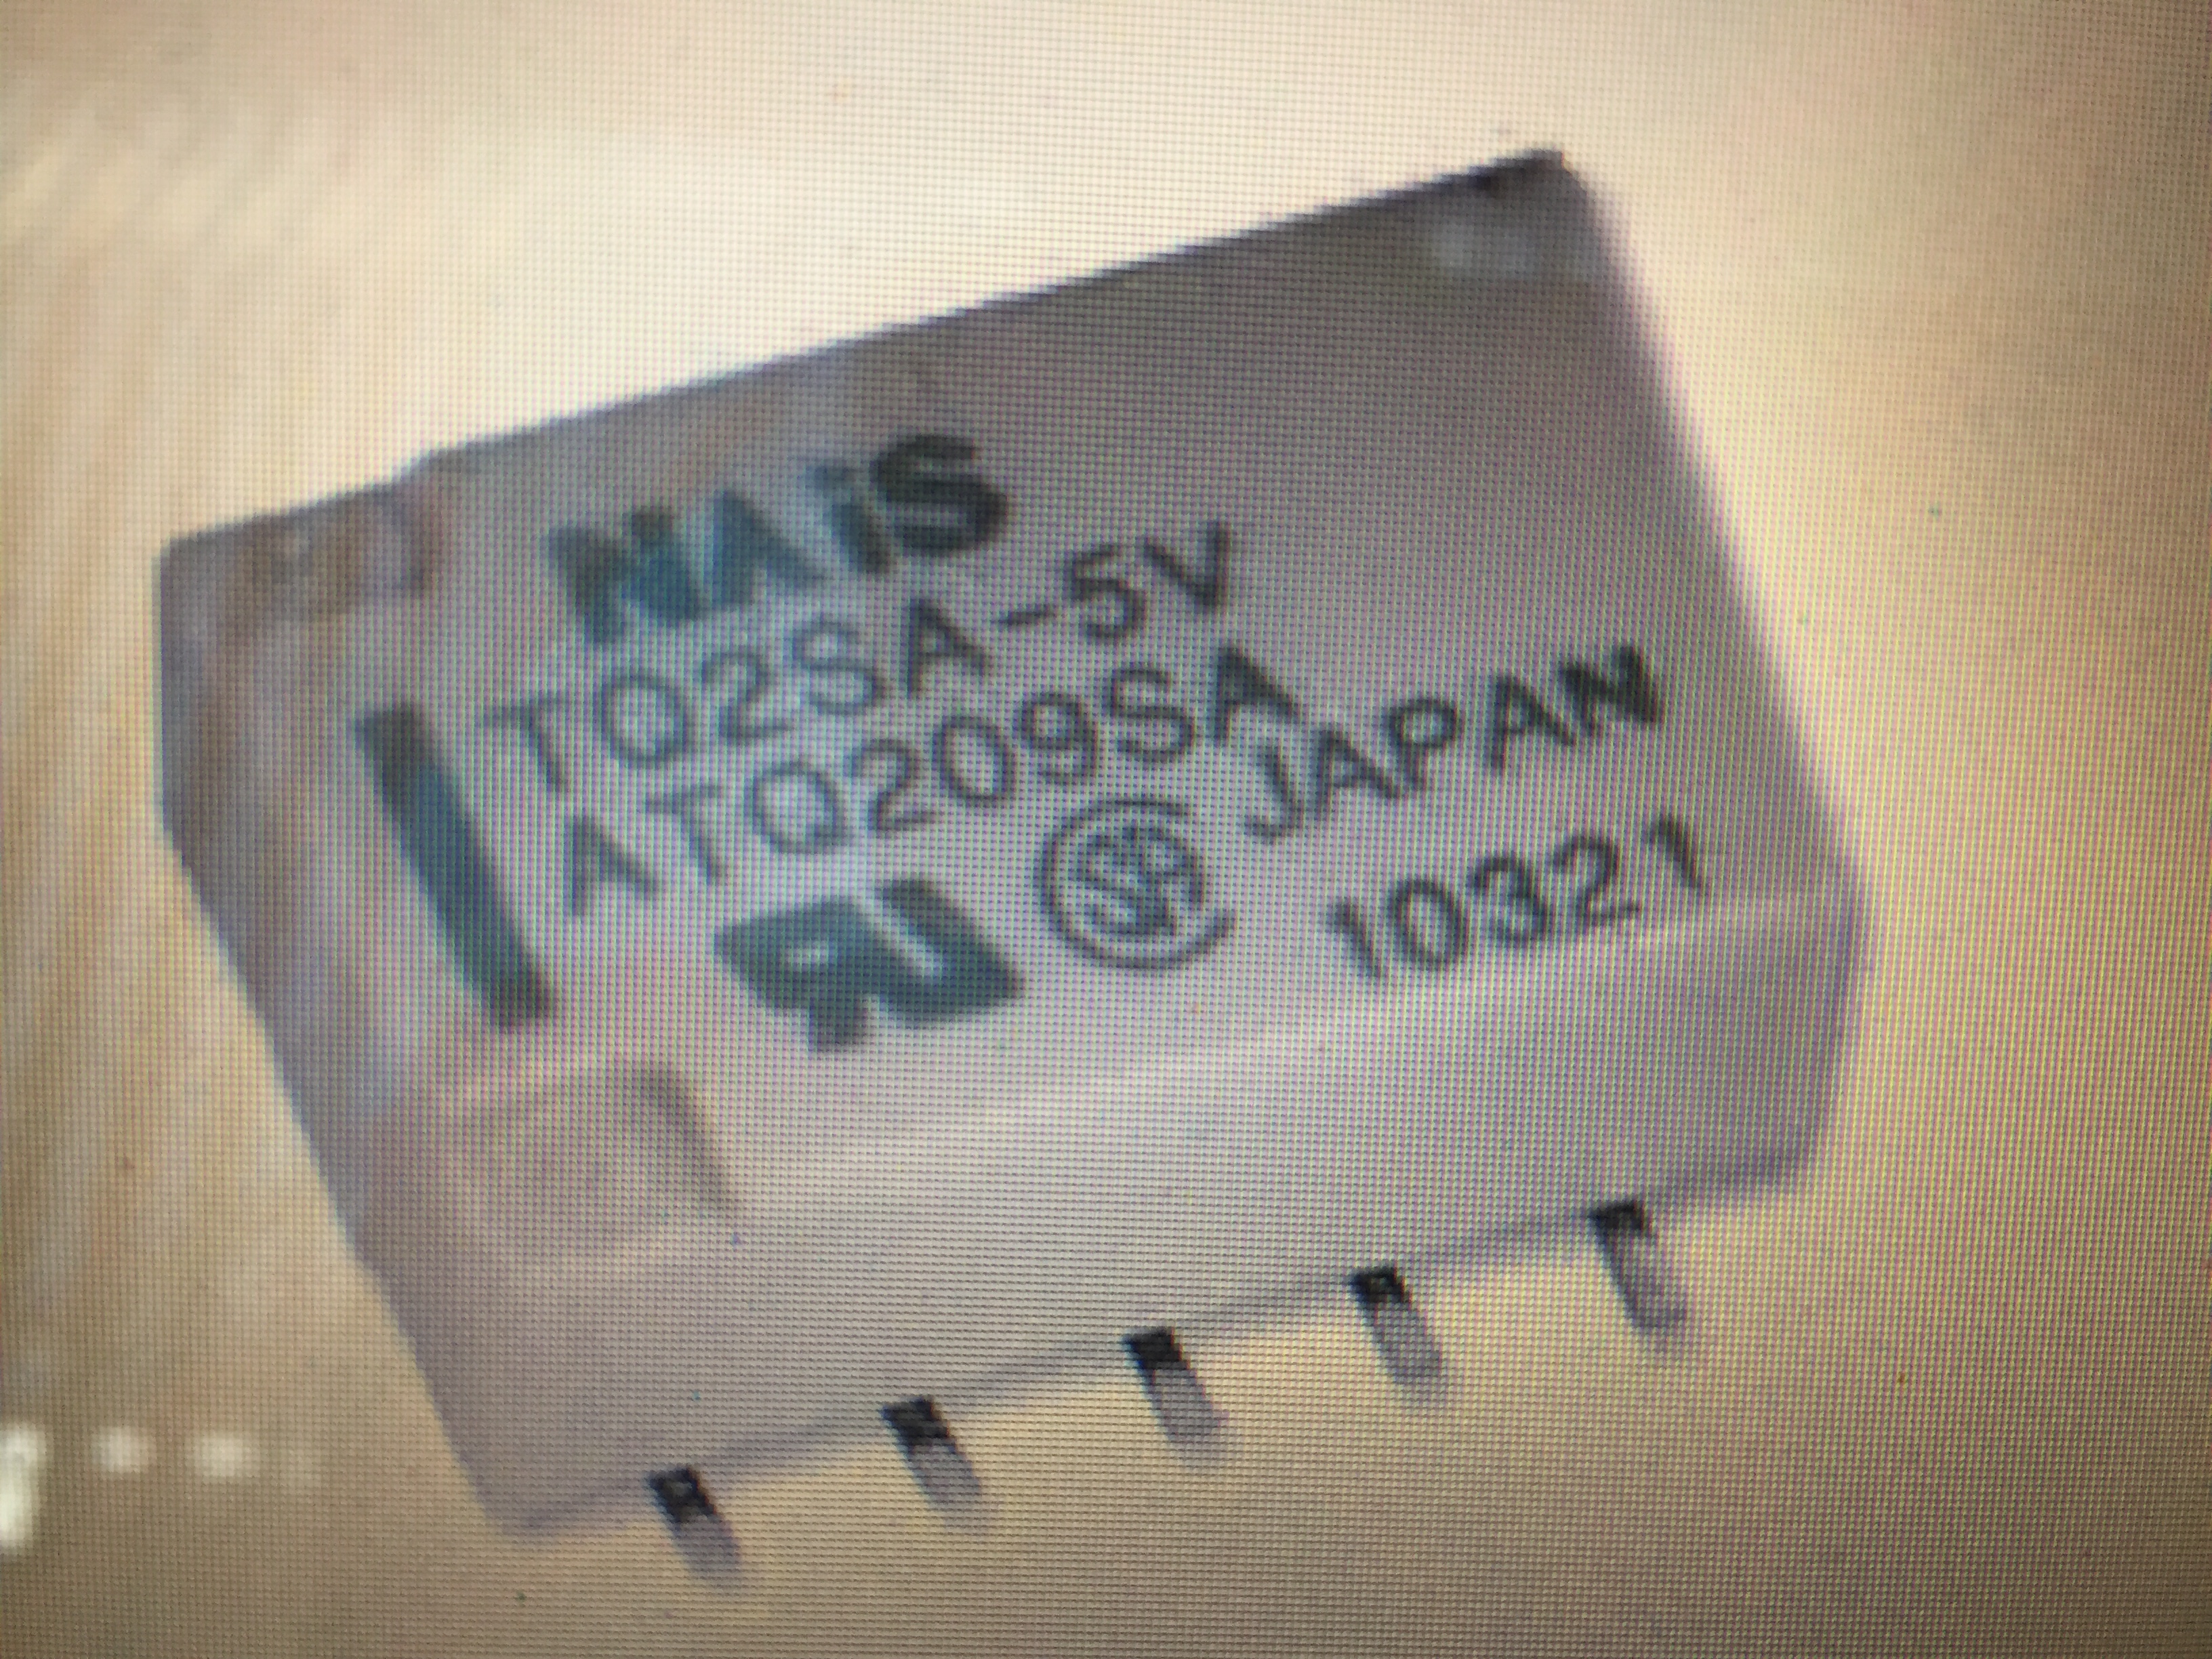 NAiS
TQ2SA-5V
ATQ209SA
JAPAN
10321